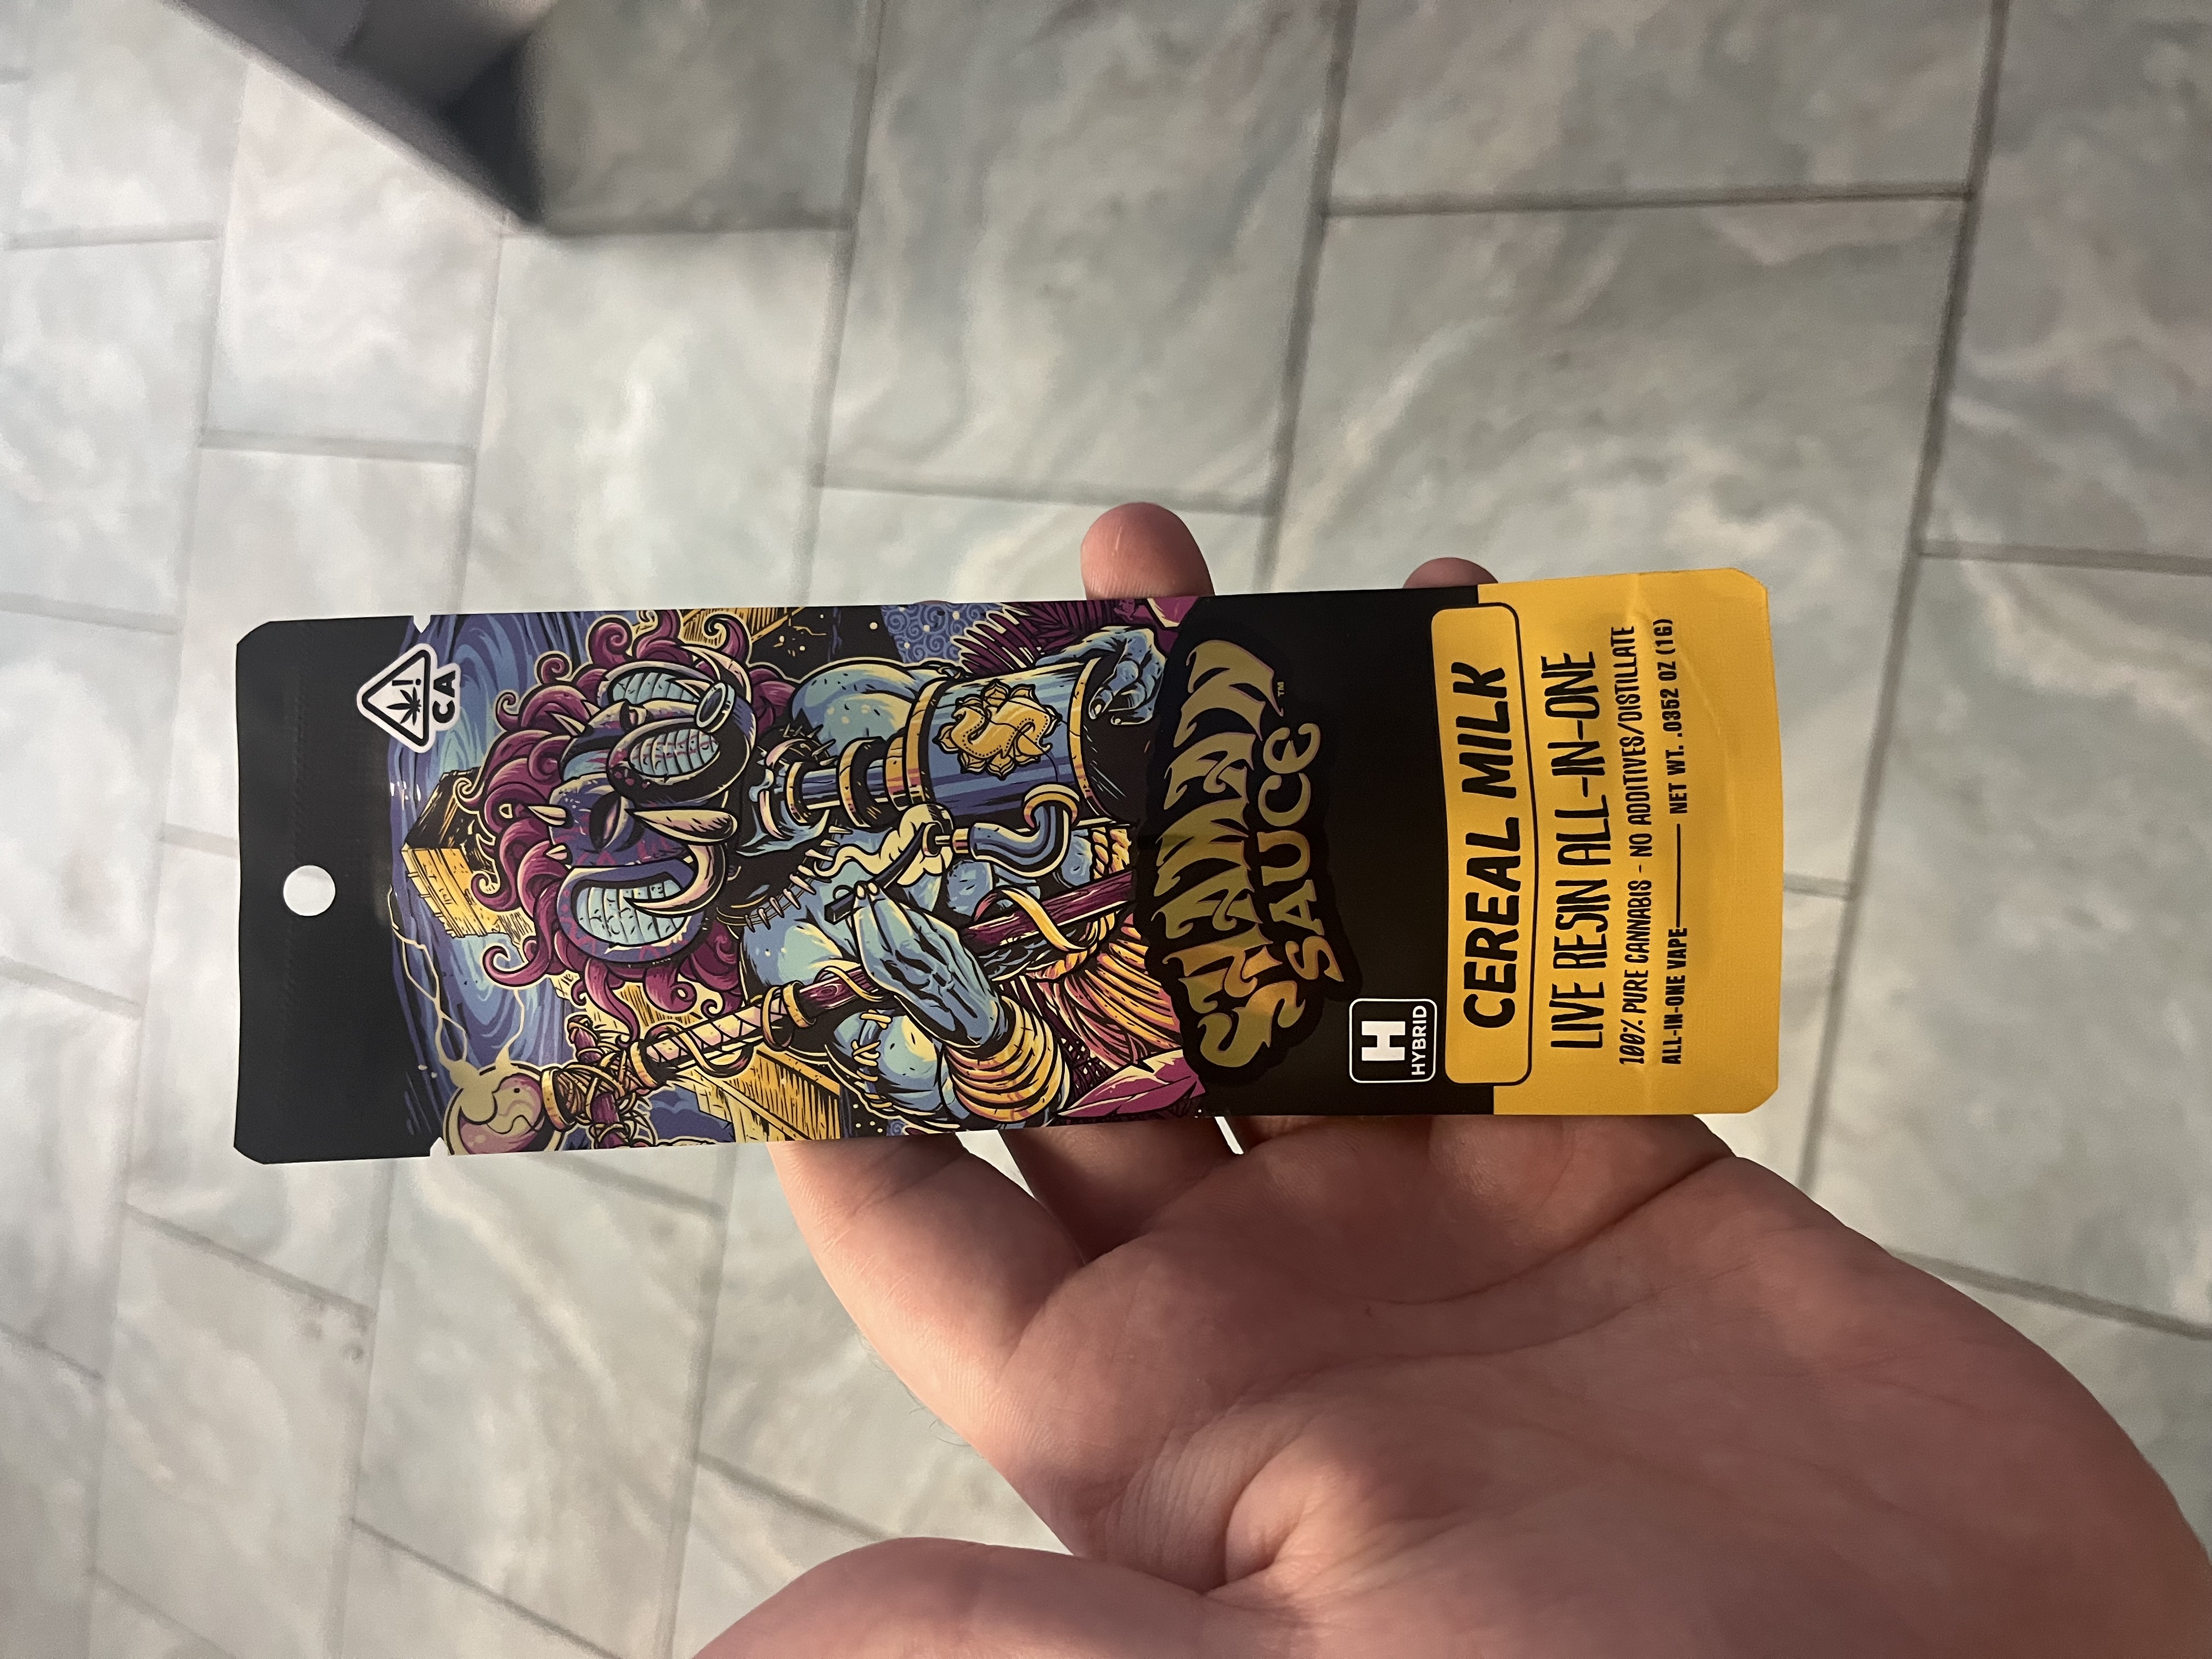 CA
SHAMAN
SAUCE™
H
HYBRID
CEREAL MILK
LIVE RESIN ALL-IN-ONE
100% PURE CANNABIS - NO ADDITIVES/DISTILLATE
ALL-IN-ONE VAPE NET WT. .0352 OZ (1G)